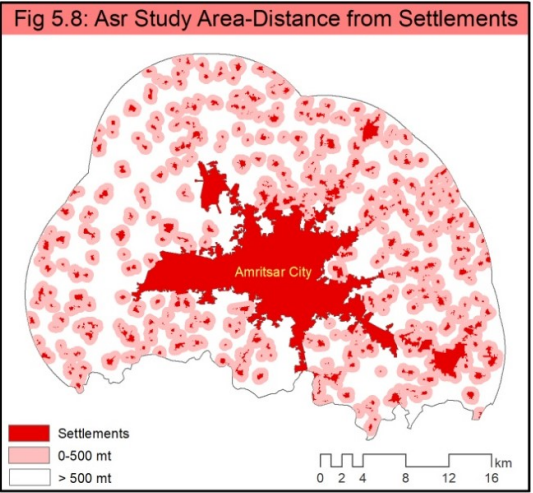 Fig 5.8: Asr Study Area-Distance from Settlements
Amritsar City
Settlements
0-500 mt
> 500 mt
km
0 2 4 8 12 16